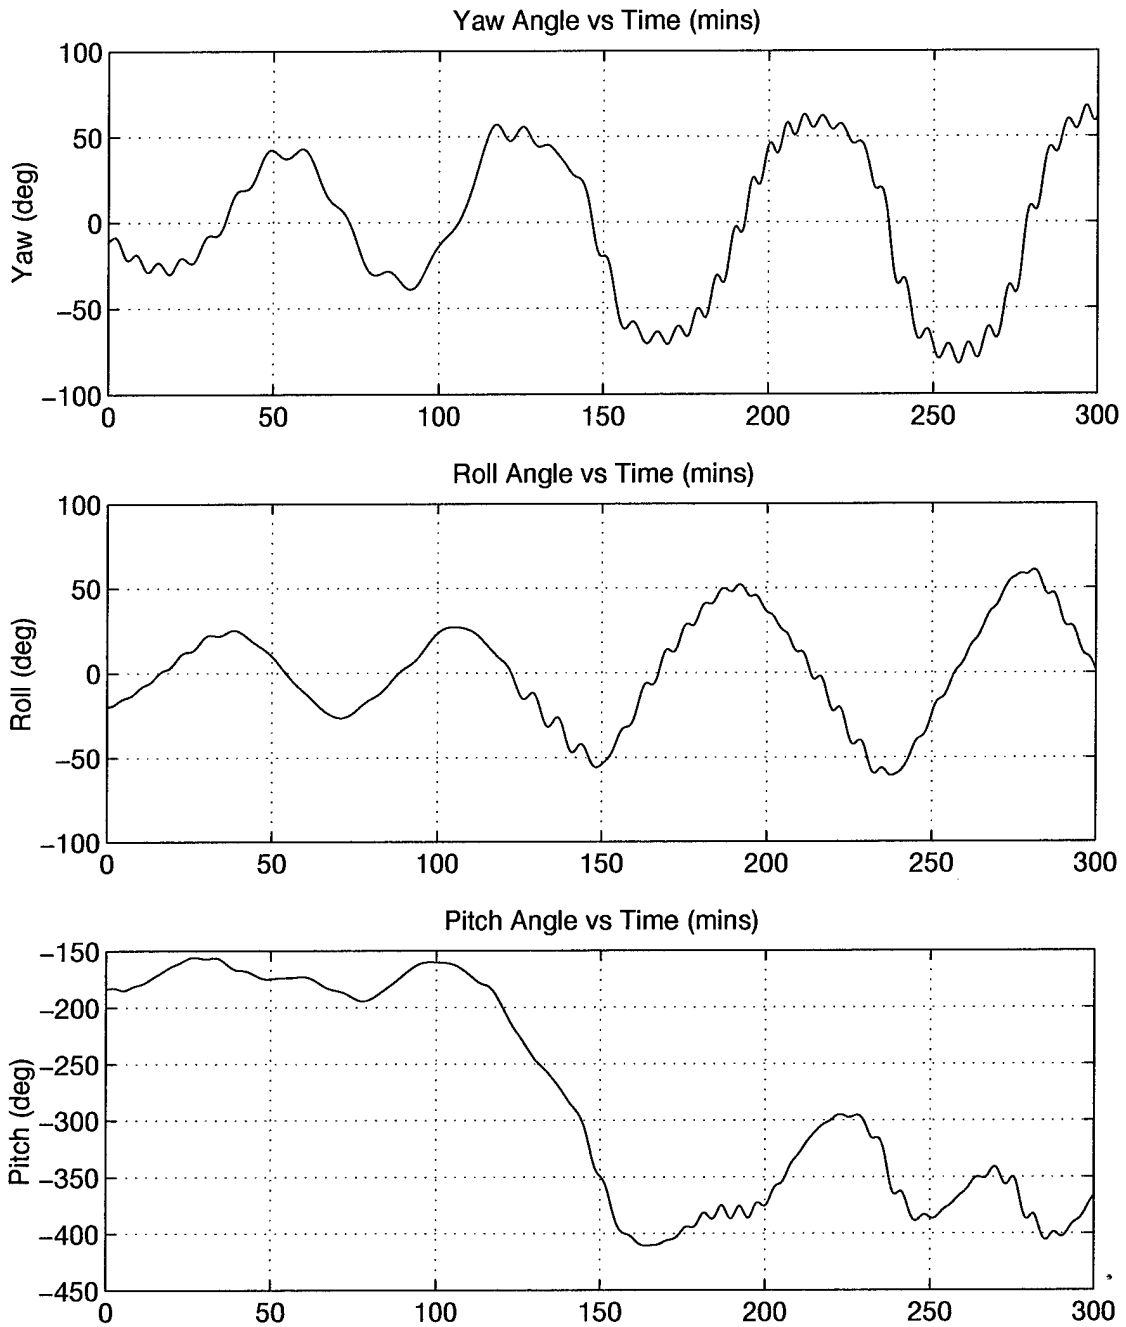 Yaw Angle vs Time (mins)
100
50
0
−50
−100
Yaw (deg)
0 50 100 150 200 250 300
Roll Angle vs Time (mins)
100
50
0
−50
−100
Roll (deg)
0 50 100 150 200 250 300
Pitch Angle vs Time (mins)
−150
−200
−250
−300
−350
−400
−450
Pitch (deg)
0 50 100 150 200 250 300